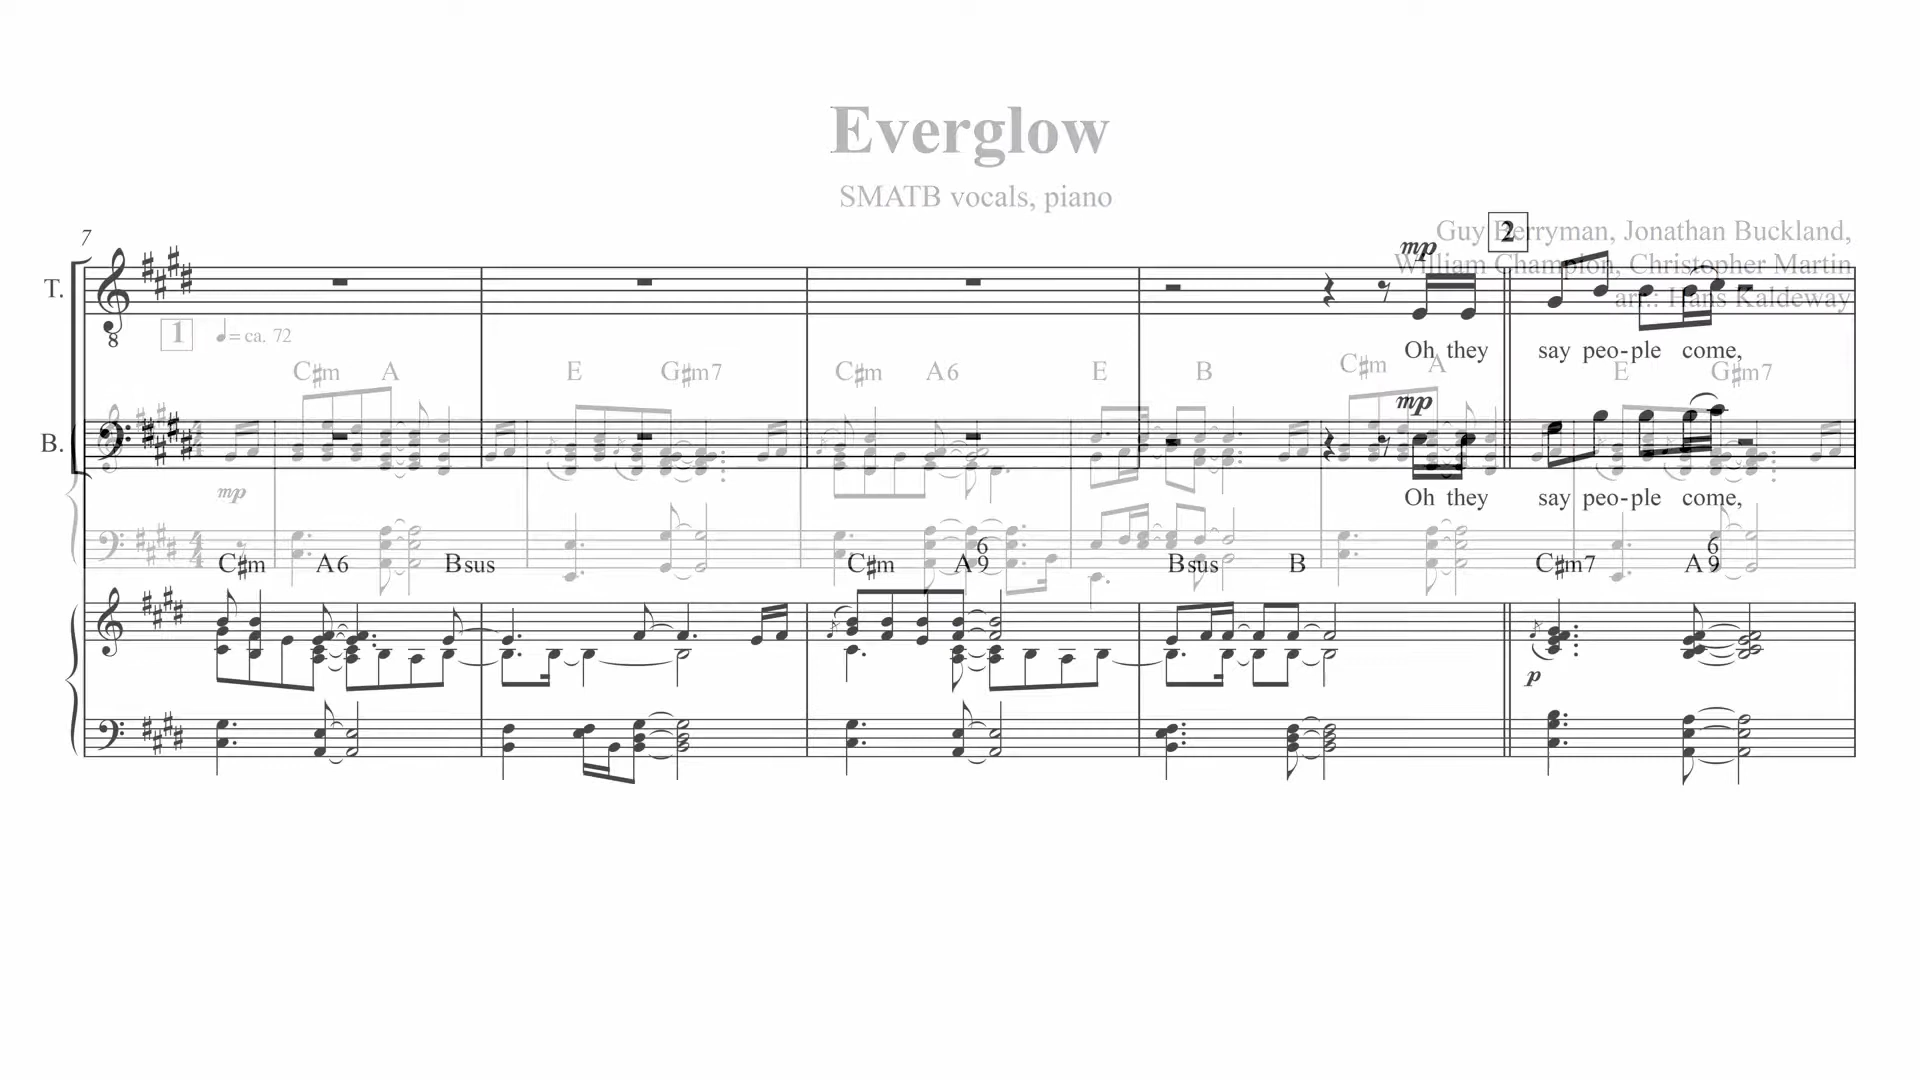 Everglow
SMATB vocals, piano
Guy Berryman, Jonathan Buckland,
William Champion, Christopher Martin
arr.: Hans Kaldeway
7
2
mp
T.
1 ♩= ca. 72
Oh they say peo-ple come,
C♯m A E G♯m7 C♯m A6 E B C♯m A E G♯m7
mp
B.
mp
Oh they say peo-ple come,
C♯m A6 Bsus C♯m A 6 9 Bsus B C♯m7 A 6 9
p